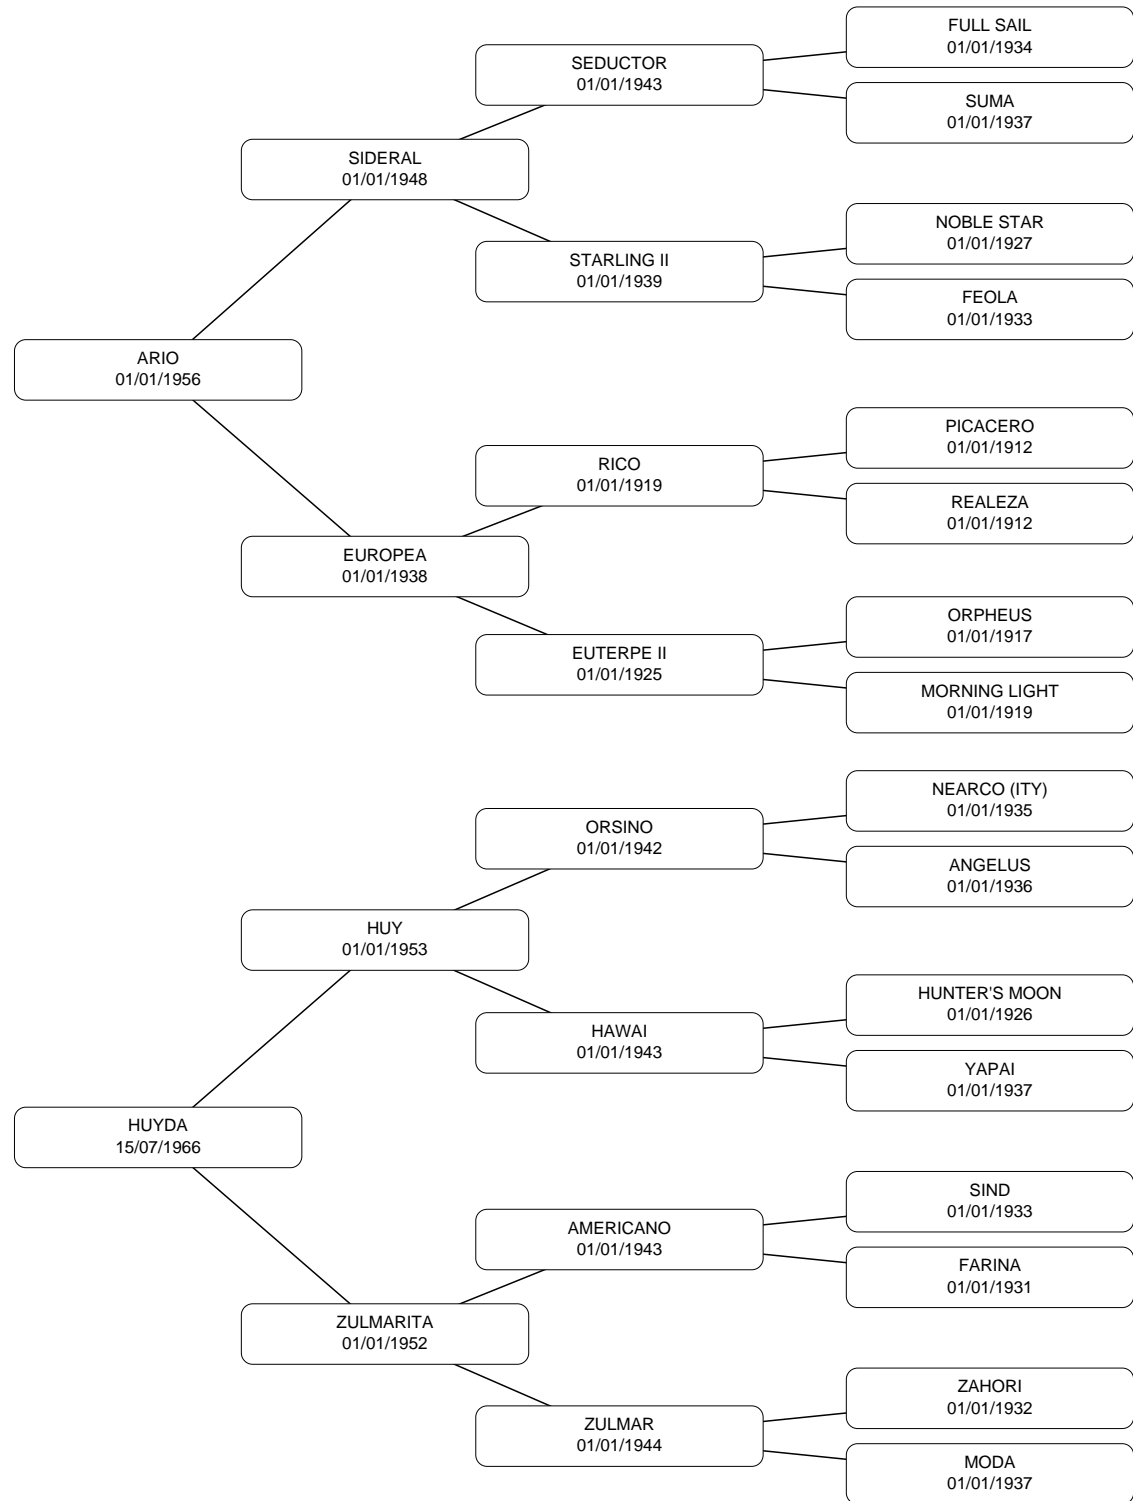 FULL SAIL
01/01/1934
SEDUCTOR
01/01/1943
SUMA
01/01/1937
SIDERAL
01/01/1948
NOBLE STAR
01/01/1927
STARLING II
01/01/1939
FEOLA
01/01/1933
ARIO
01/01/1956
PICACERO
01/01/1912
RICO
01/01/1919
REALEZA
01/01/1912
EUROPEA
01/01/1938
ORPHEUS
01/01/1917
EUTERPE II
01/01/1925
MORNING LIGHT
01/01/1919
NEARCO (ITY)
01/01/1935
ORSINO
01/01/1942
ANGELUS
01/01/1936
HUY
01/01/1953
HUNTER'S MOON
01/01/1926
HAWAI
01/01/1943
YAPAI
01/01/1937
HUYDA
15/07/1966
SIND
01/01/1933
AMERICANO
01/01/1943
FARINA
01/01/1931
ZULMARITA
01/01/1952
ZAHORI
01/01/1932
ZULMAR
01/01/1944
MODA
01/01/1937